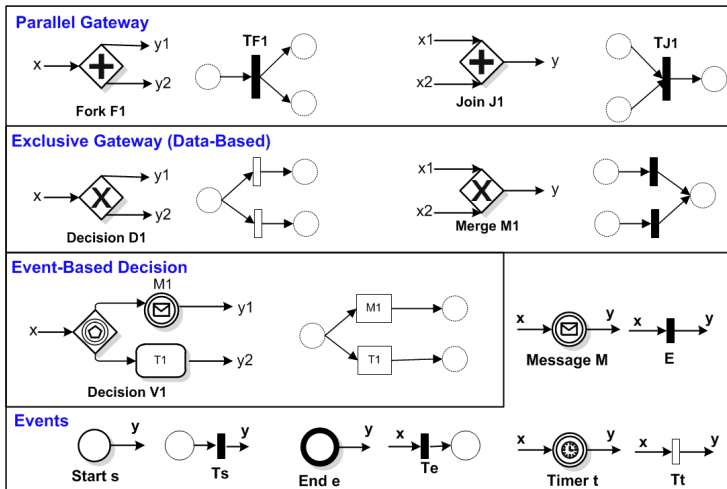 Parallel Gateway
x y1 y2 Fork F1
TF1
x1 x2 y Join J1
TJ1
Exclusive Gateway (Data-Based)
x X y1 y2 Decision D1
x1 x2 X y Merge M1
Event-Based Decision
M1
x y1
T1 y2
Decision V1
M1
T1
x y
Message M
x y
E
Events
y
Start s
y
Ts
y
End e
x
Te
x y
Timer t
x y
Tt